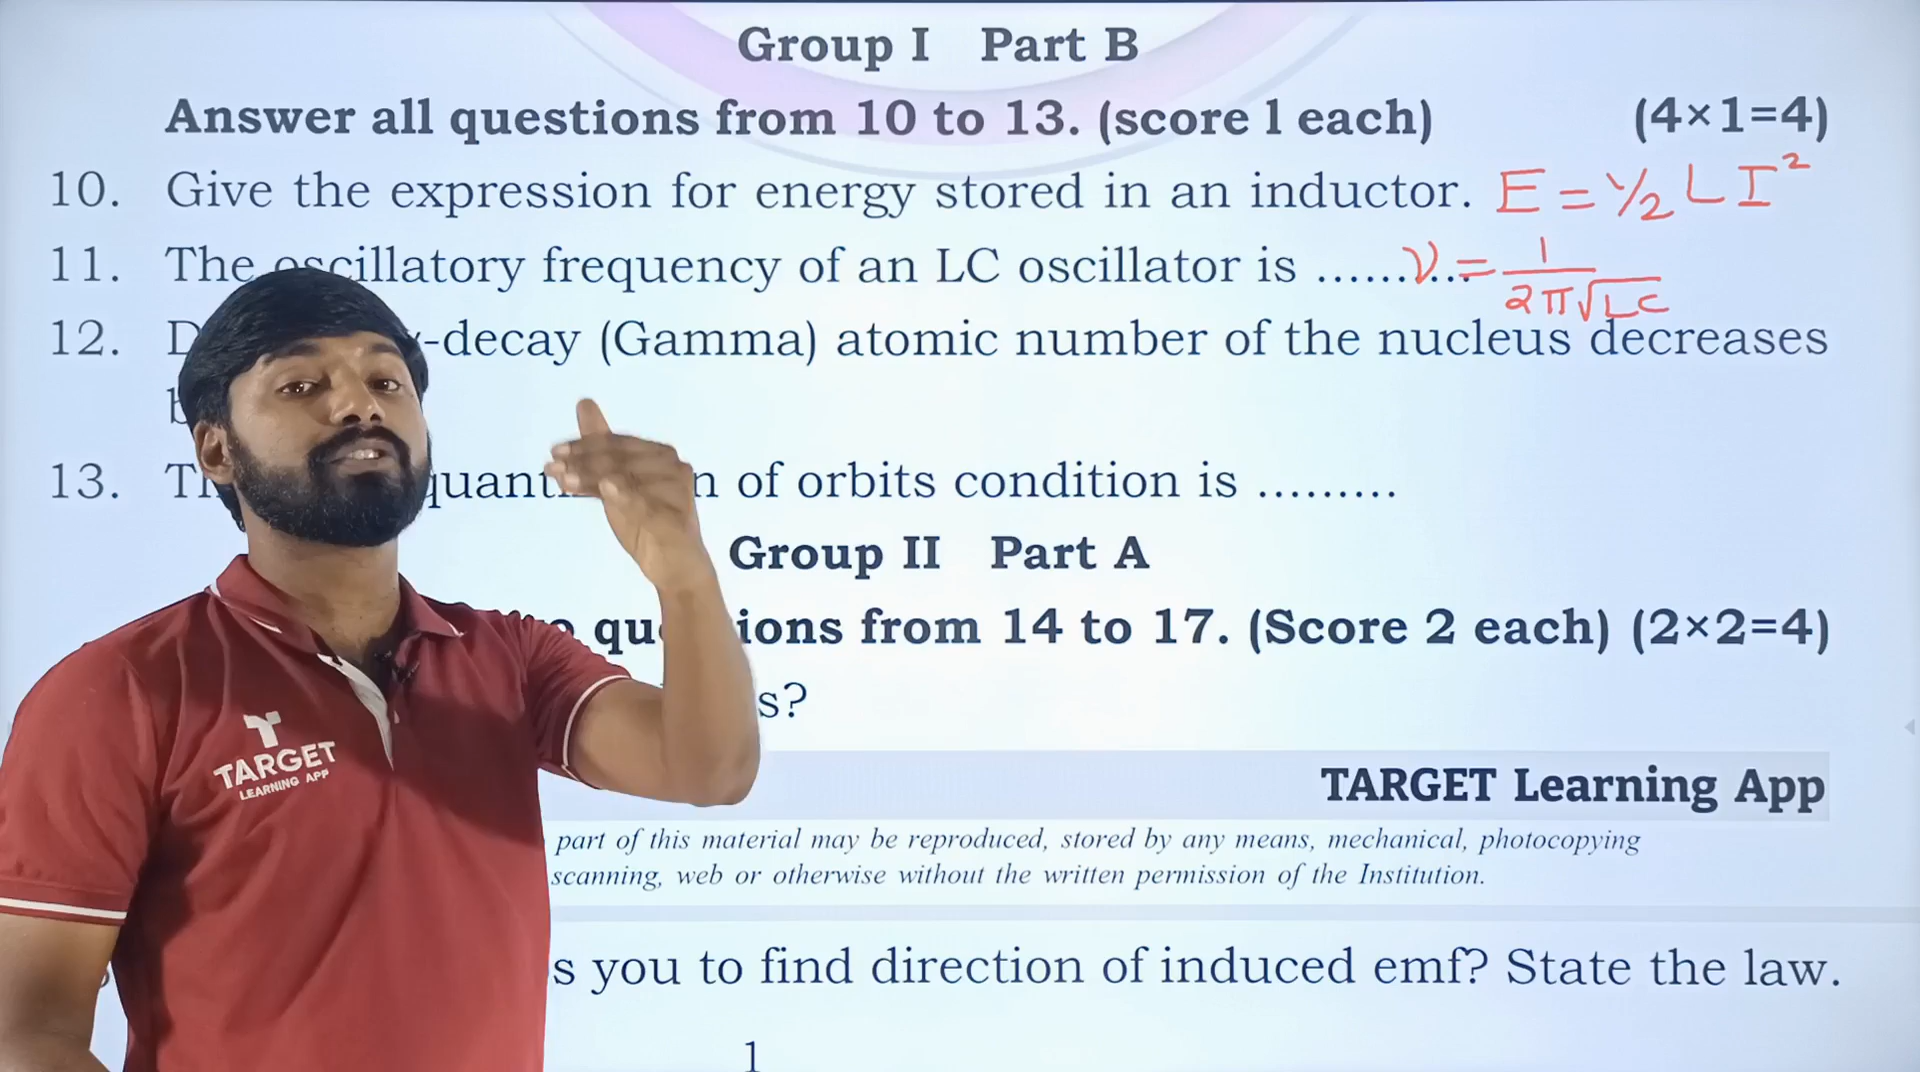 Group I Part B
Answer all questions from 10 to 13. (score 1 each) (4×1=4)
10. Give the expression for energy stored in an inductor. E = 1/2 LI²
11. The oscillatory frequency of an LC oscillator is ......... ν = 1/2π√LC
12. -decay (Gamma) atomic number of the nucleus decreases
13. of orbits condition is .........
Group II Part A
from 14 to 17. (Score 2 each) (2×2=4)
s?
TARGET
LEARNING APP
TARGET Learning App
part of this material may be reproduced, stored by any means, mechanical, photocopying
scanning, web or otherwise without the written permission of the Institution.
s you to find direction of induced emf? State the law.
1